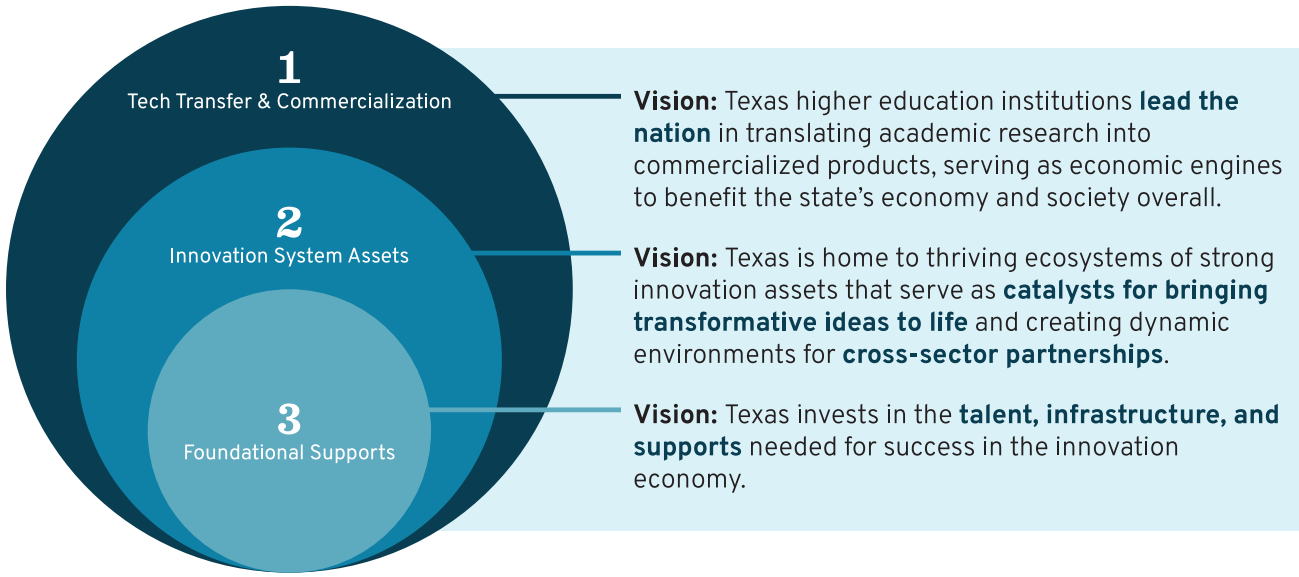 1
Tech Transfer & Commercialization
Vision: Texas higher education institutions lead the
nation in translating academic research into
commercialized products, serving as economic engines
to benefit the state’s economy and society overall.
2
Innovation System Assets
Vision: Texas is home to thriving ecosystems of strong
innovation assets that serve as catalysts for bringing
transformative ideas to life and creating dynamic
environments for cross-sector partnerships.
3
Foundational Supports
Vision: Texas invests in the talent, infrastructure, and
supports needed for success in the innovation
economy.